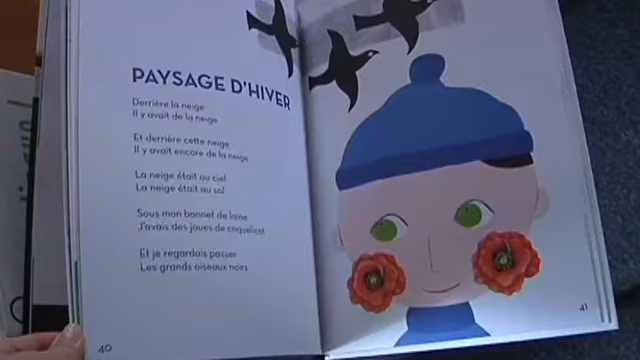 PAYSAGE D'HIVER
Derrière la neige
Il y avait de la neige
Et derrière cette neige
Il y avait encore de la neige
La neige était au ciel
La neige était au sol
Sous mon bonnet de laine
J'avais des joues de coquelicot
Et je regardais passer
Les grands oiseaux noirs
40
41